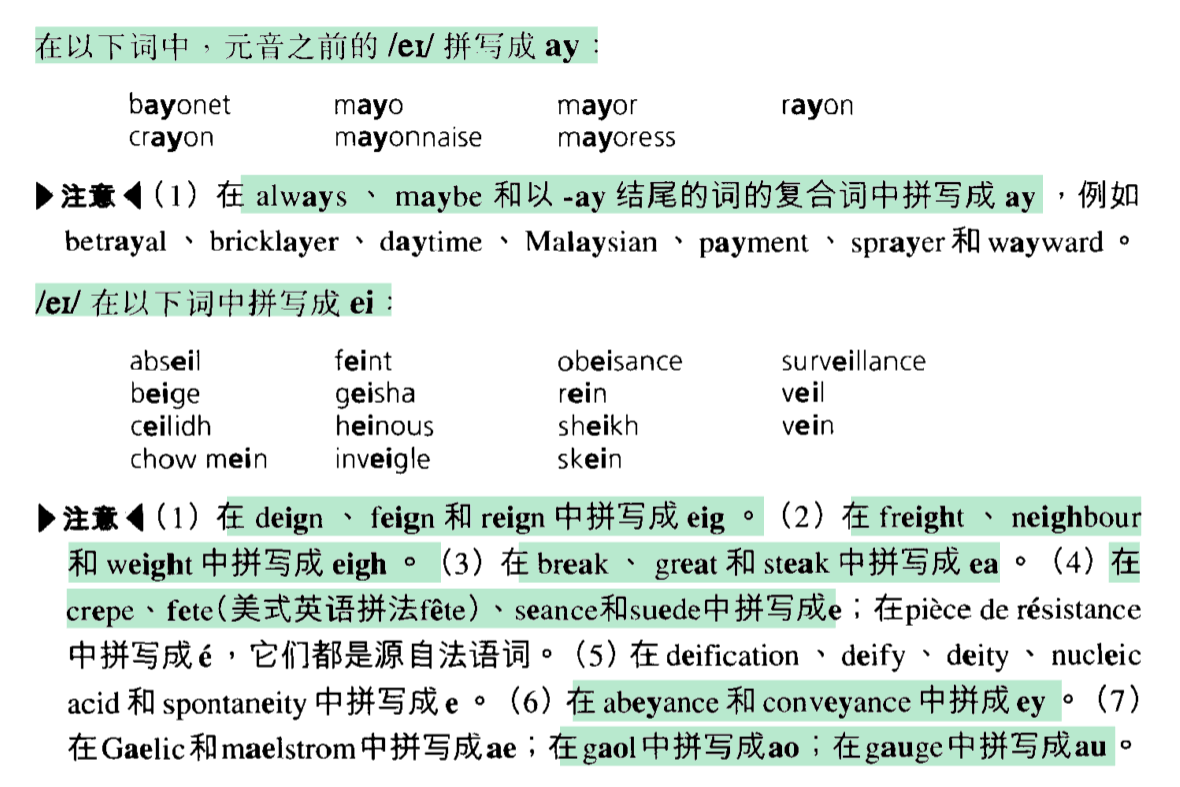 在以下词中，元音之前的 /eɪ/ 拼写成 ay：
bayonet mayo mayor rayon
crayon mayonnaise mayoress
▶注意◀（1）在 always 、 maybe 和以 -ay 结尾的词的复合词中拼写成 ay ，例如
betrayal 、 bricklayer 、 daytime 、 Malaysian 、 payment 、 sprayer 和 wayward 。
/eɪ/ 在以下词中拼写成 ei：
abseil feint obeisance surveillance
beige geisha rein veil
ceilidh heinous sheikh vein
chow mein inveigle skein
▶注意◀（1）在 deign 、 feign 和 reign 中拼写成 eig 。（2）在 freight 、 neighbour
和 weight 中拼写成 eigh 。（3）在 break 、 great 和 steak 中拼写成 ea 。（4）在
crepe、fete(美式英语拼法fête)、seance和suede中拼写成e；在pièce de résistance
中拼写成 é ，它们都是源自法语词。（5）在 deification 、 deify 、 deity 、 nucleic
acid 和 spontaneity 中拼写成 e 。（6）在 abeyance 和 conveyance 中拼成 ey 。（7）
在Gaelic和maelstrom中拼写成ae；在gaol中拼写成ao；在gauge中拼写成au。